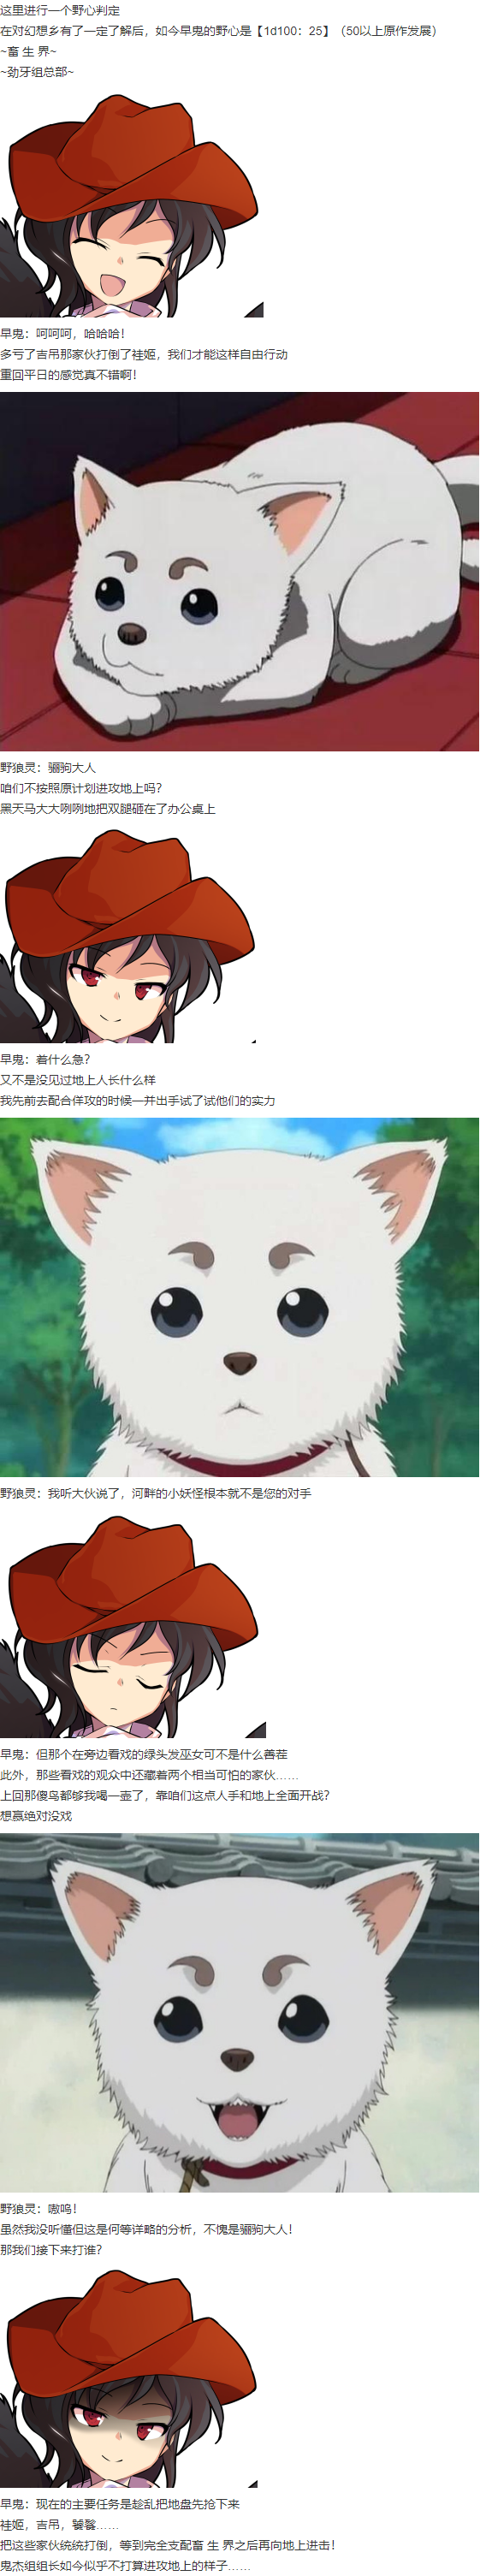 这里进行一个野心判定
在对幻想乡有了一定了解后，如今早鬼的野心是【1d100：25】（50以上原作发展）
~畜 生 界~
~劲牙组总部~
早鬼：呵呵呵，哈哈哈！
多亏了吉吊那家伙打倒了袿姬，我们才能这样自由行动
重回平日的感觉真不错啊！
野狼灵：骊驹大人
咱们不按照原计划进攻地上吗？
黑天马大大咧咧地把双腿砸在了办公桌上
早鬼：着什么急？
又不是没见过地上人长什么样
我先前去配合佯攻的时候一并出手试了试他们的实力
野狼灵：我听大伙说了，河畔的小妖怪根本就不是您的对手
早鬼：但那个在旁边看戏的绿头发巫女可不是什么善茬
此外，那些看戏的观众中还藏着两个相当可怕的家伙……
上回那傻鸟都够我喝一壶了，靠咱们这点人手和地上全面开战？
想赢绝对没戏
野狼灵：嗷呜！
虽然我没听懂但这是何等详略的分析，不愧是骊驹大人！
那我们接下来打谁？
早鬼：现在的主要任务是趁乱把地盘先抢下来
袿姬，吉吊，饕餮……
把这些家伙统统打倒，等到完全支配畜 生 界之后再向地上进击！
鬼杰组组长如今似乎不打算进攻地上的样子……